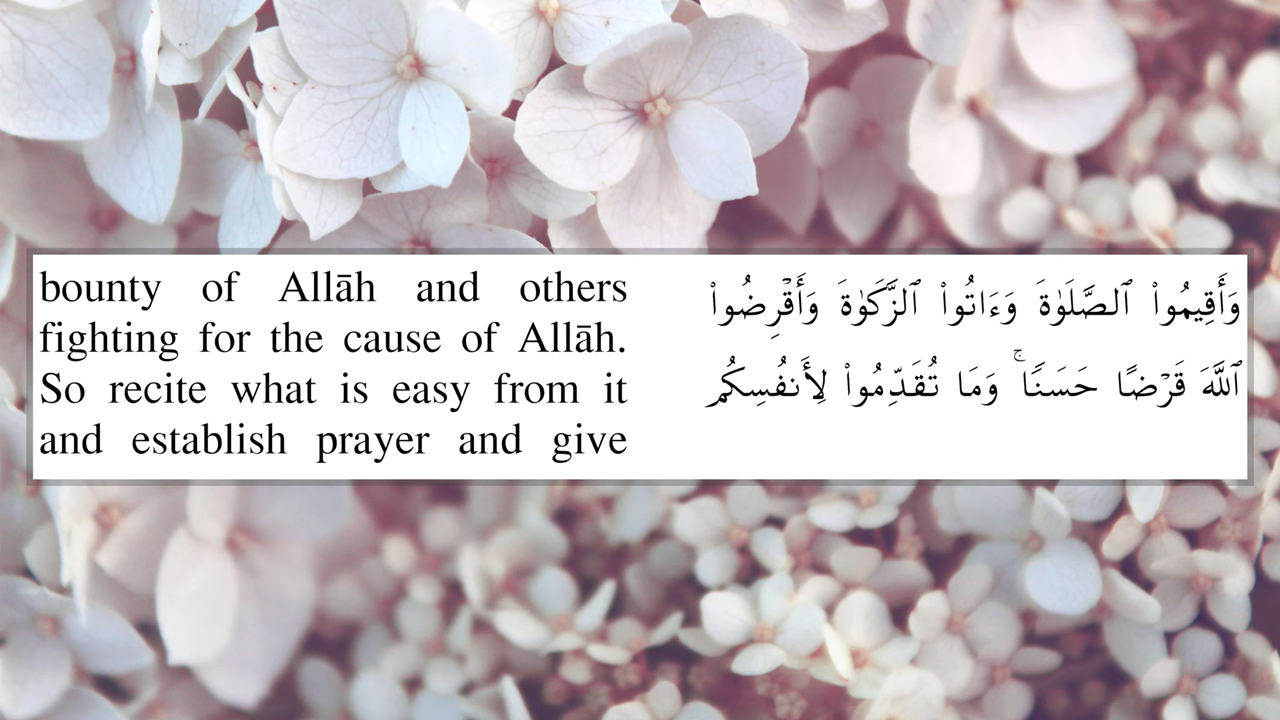 bounty of Allāh and others
fighting for the cause of Allāh.
So recite what is easy from it
and establish prayer and give
وَأَقِيمُوا۟ ٱلصَّلَوٰةَ وَءَاتُوا۟ ٱلزَّكَوٰةَ وَأَقْرِضُوا۟
ٱللَّهَ قَرْضًا حَسَنًا ۚ وَمَا تُقَدِّمُوا۟ لِأَنفُسِكُم